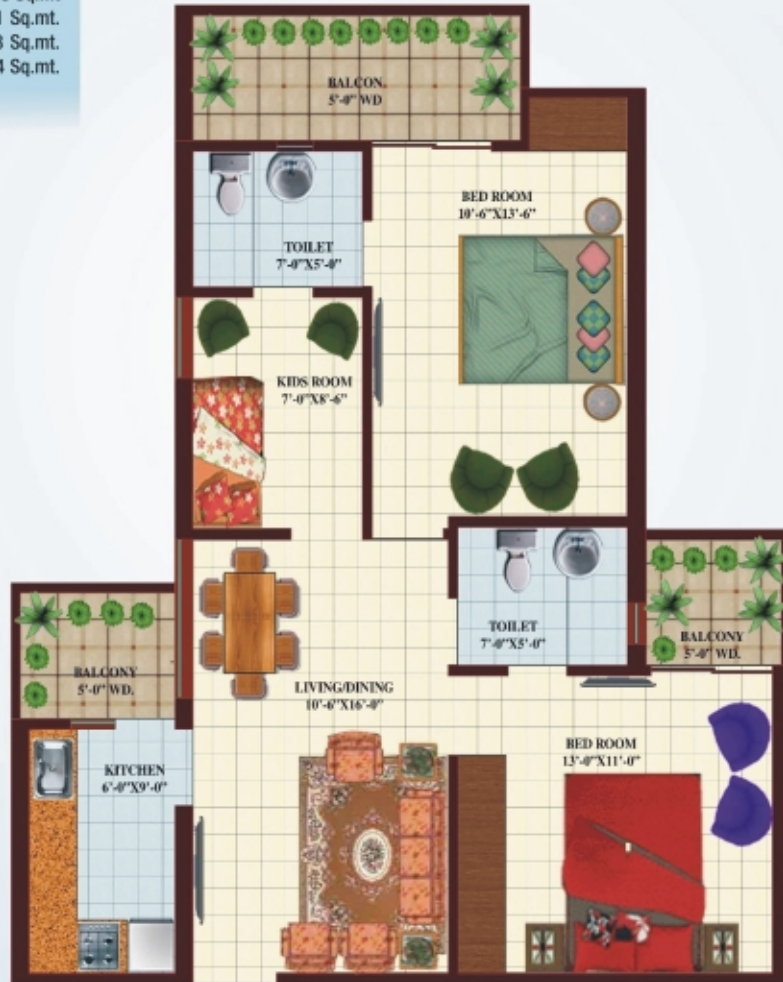 Sq.mt.
Sq.mt.
Sq.mt.
BALCON
5'-0" WD
BED ROOM
10'-6"X13'-6"
TOILET
7'-0"X5'-0"
KIDS ROOM
7'-0"X8'-6"
TOILET
7'-0"X5'-0"
BALCONY
5'-0" WD.
BALCONY
5'-0" WD.
LIVING/DINING
10'-6"X16'-0"
BED ROOM
13'-0"X11'-0"
KITCHEN
6'-0"X9'-0"